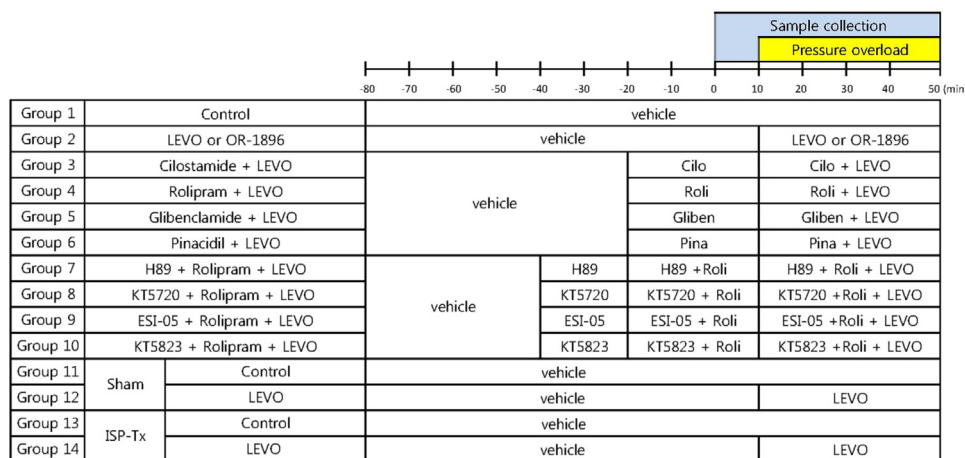 Sample collection
Pressure overload
-80 -70 -60 -50 -40 -30 -20 -10 0 10 20 30 40 50 (min
Group 1 Control vehicle
Group 2 LEVO or OR-1896 vehicle LEVO or OR-1896
Group 3 Cilostamide + LEVO Cilo Cilo + LEVO
Group 4 Rolipram + LEVO Roli Roli + LEVO
vehicle
Group 5 Glibenclamide + LEVO Gliben Gliben + LEVO
Group 6 Pinacidil + LEVO Pina Pina + LEVO
Group 7 H89 + Rolipram + LEVO H89 H89 +Roli H89 + Roli + LEVO
Group 8 KT5720 + Rolipram + LEVO KT5720 KT5720 + Roli KT5720 +Roli + LEVO
vehicle
Group 9 ESI-05 + Rolipram + LEVO ESI-05 ESI-05 + Roli ESI-05 +Roli + LEVO
Group 10 KT5823 + Rolipram + LEVO KT5823 KT5823 + Roli KT5823 +Roli + LEVO
Group 11 Control vehicle
Sham
Group 12 LEVO vehicle LEVO
Group 13 Control vehicle
ISP-Tx
Group 14 LEVO vehicle LEVO